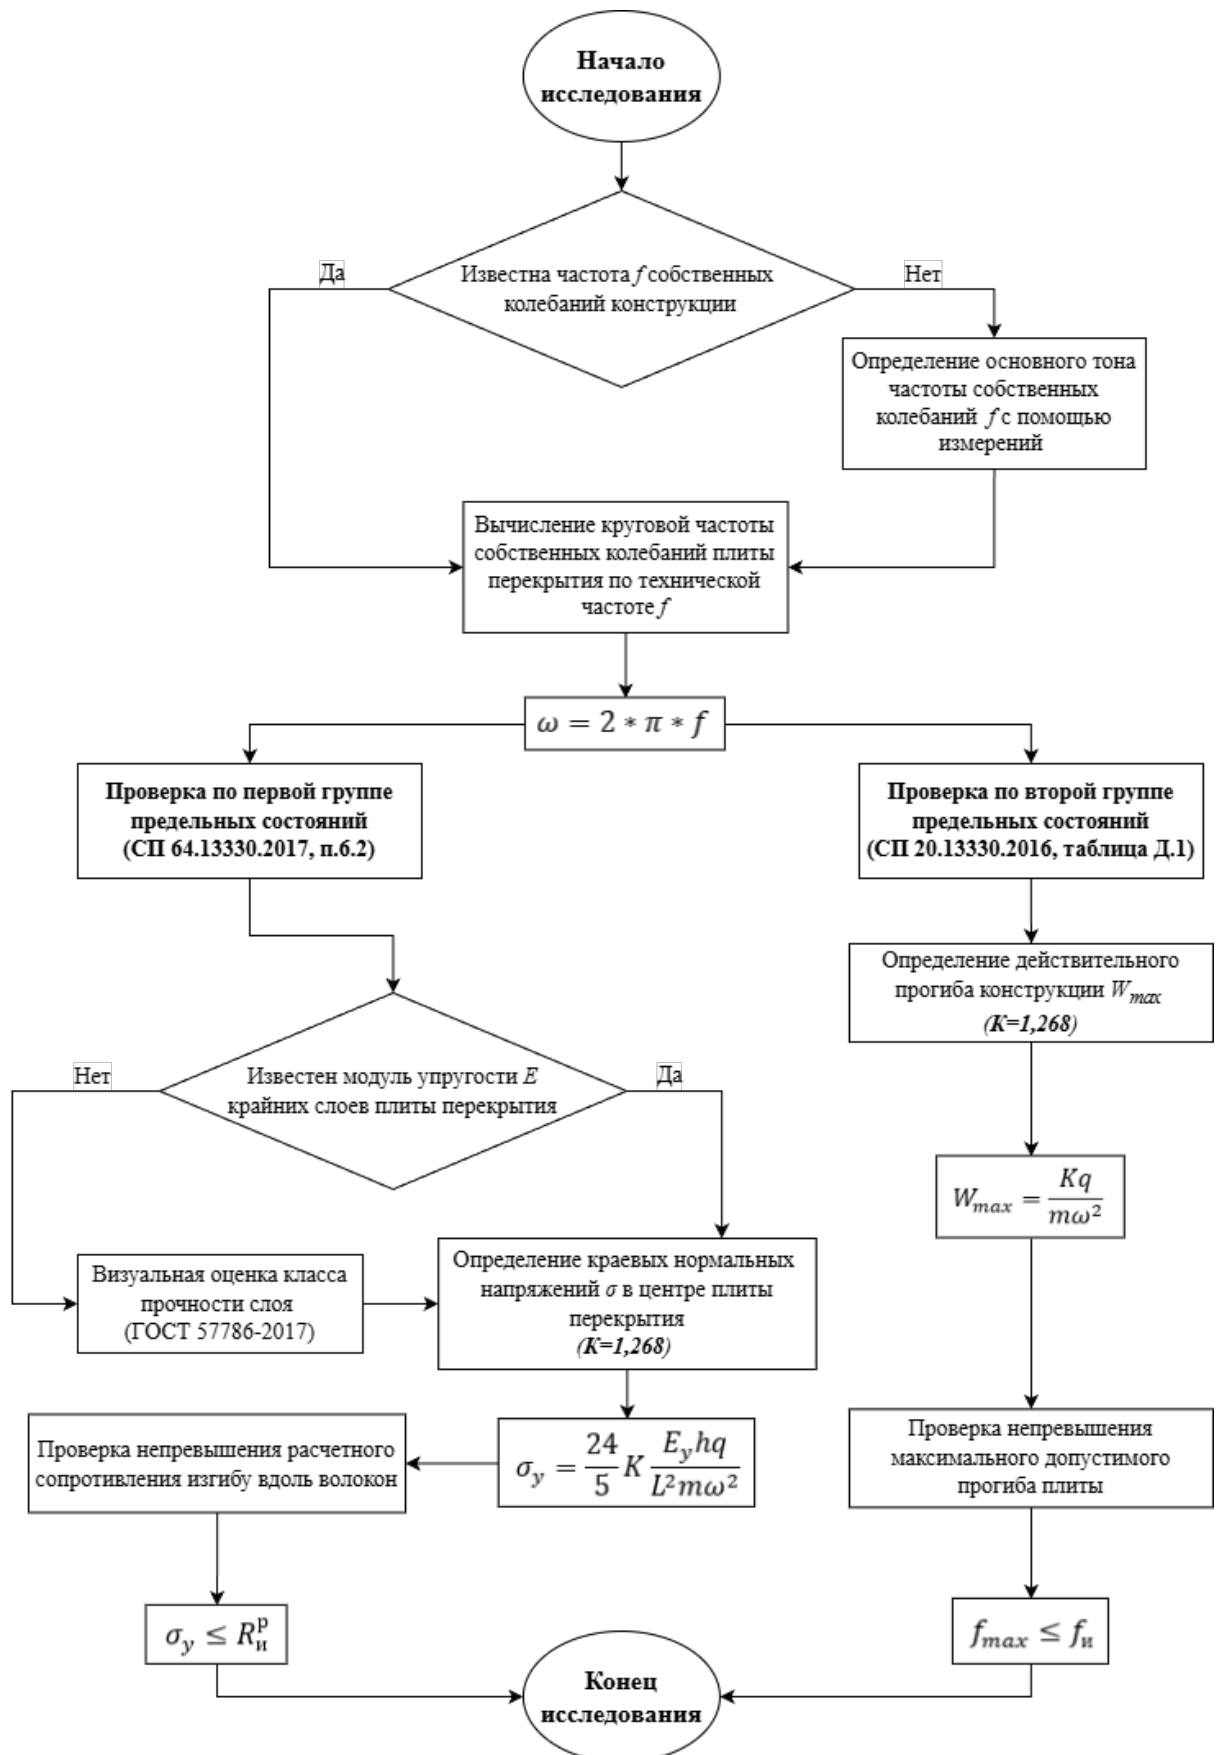 Начало
исследования
Известна частота f собственных
колебаний конструкции
Да
Нет
Определение основного тона
частоты собственных
колебаний f с помощью
измерений
Вычисление круговой частоты
собственных колебаний плиты
перекрытия по технической
частоте f
ω = 2 * π * f
Проверка по первой группе
предельных состояний
(СП 64.13330.2017, п.6.2)
Проверка по второй группе
предельных состояний
(СП 20.13330.2016, таблица Д.1)
Определение действительного
прогиба конструкции W_max
(К=1,268)
Известен модуль упругости E
крайних слоев плиты перекрытия
Нет
Да
W_max = Kq / mω²
Визуальная оценка класса
прочности слоя
(ГОСТ 57786-2017)
Определение краевых нормальных
напряжений σ в центре плиты
перекрытия
(К=1,268)
Проверка непревышения расчетного
сопротивления изгибу вдоль волокон
σ_y = 24/5 K E_y hq / L²mω²
Проверка непревышения
максимального допустимого
прогиба плиты
σ_y ≤ R_и^р
f_max ≤ f_и
Конец
исследования